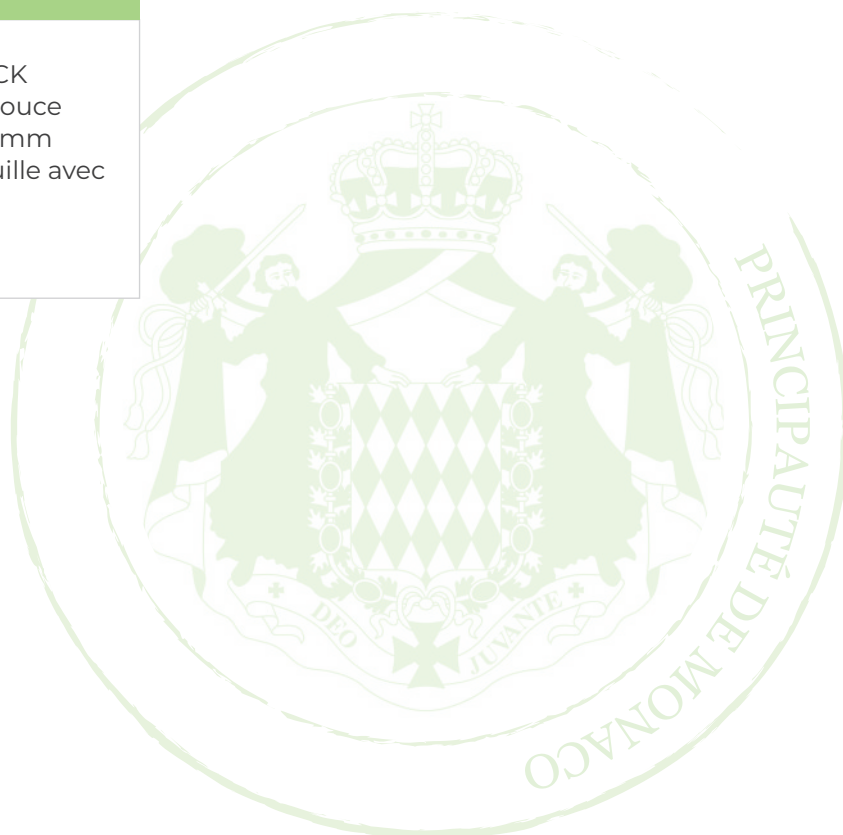 CK
ouce
mm
uille avec
PRINCIPAUTÉ DE MONACO
DEO
JUVANTE